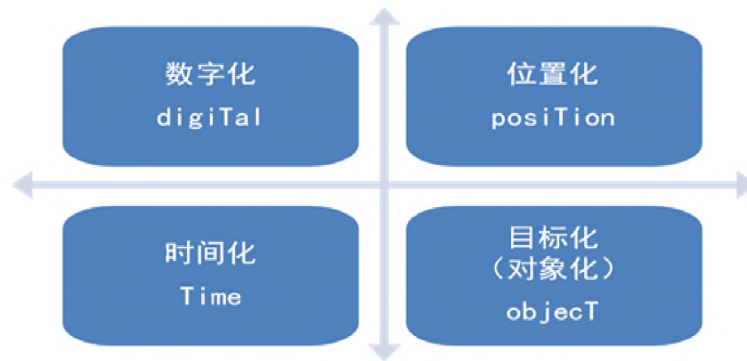 数字化
digiTal
位置化
posiTion
时间化
Time
目标化
（对象化）
objecT